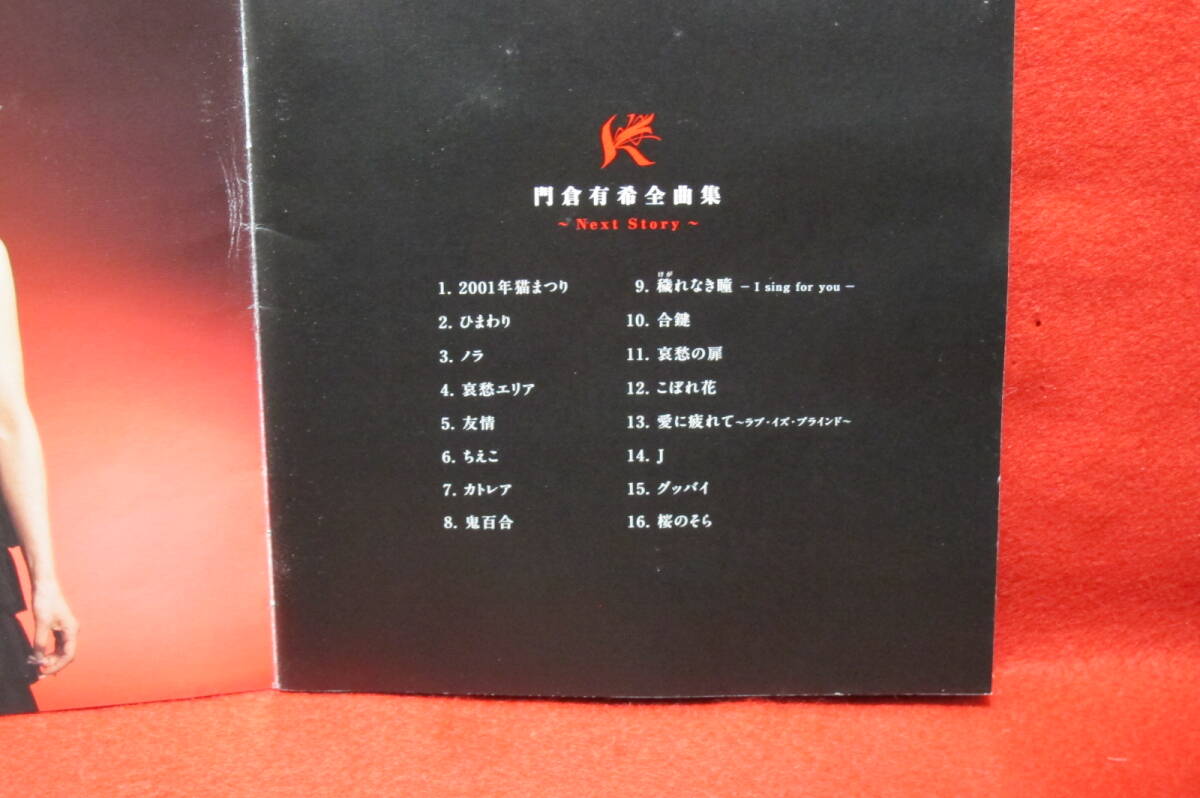 門倉有希全曲集
~ Next Story ~
1. 2001年猫まつり
2. ひまわり
3. ノラ
4. 哀愁エリア
5. 友情
6. ちえこ
7. カトレア
8. 鬼百合
けが
9. 穢れなき瞳 − I sing for you −
10. 合鍵
11. 哀愁の扉
12. こぼれ花
13. 愛に疲れて~ラブ・イズ・ブラインド~
14. J
15. グッバイ
16. 桜のそら